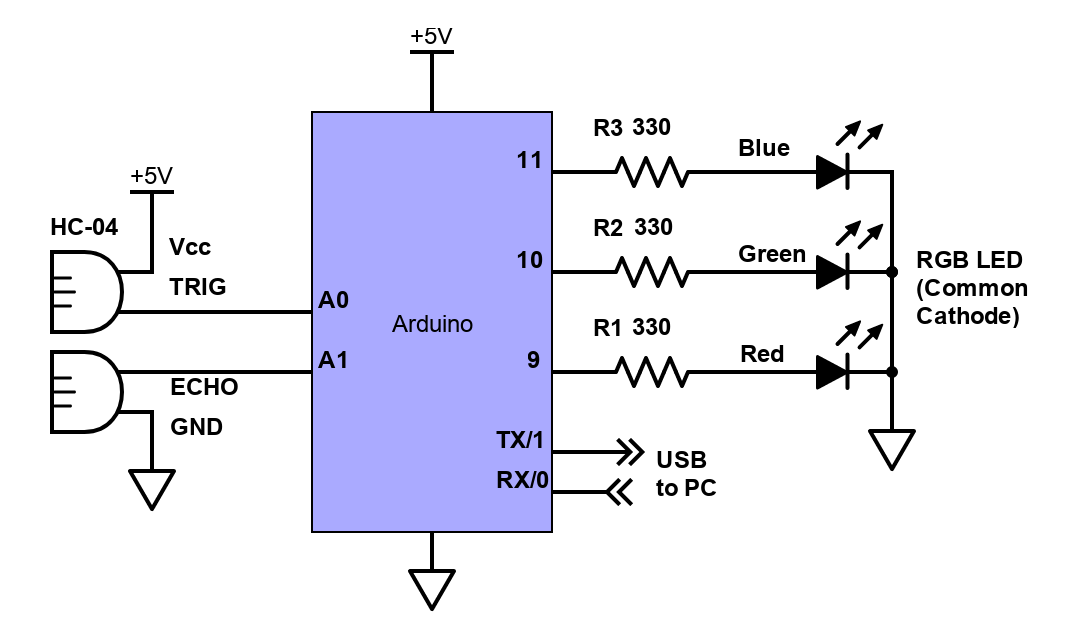 +5V
+5V
HC-04
Vcc
TRIG
ECHO
GND
A0
A1
Arduino
11
10
9
TX/1
RX/0
R3 330
Blue
R2 330
Green
R1 330
Red
RGB LED
(Common
Cathode)
USB
to PC